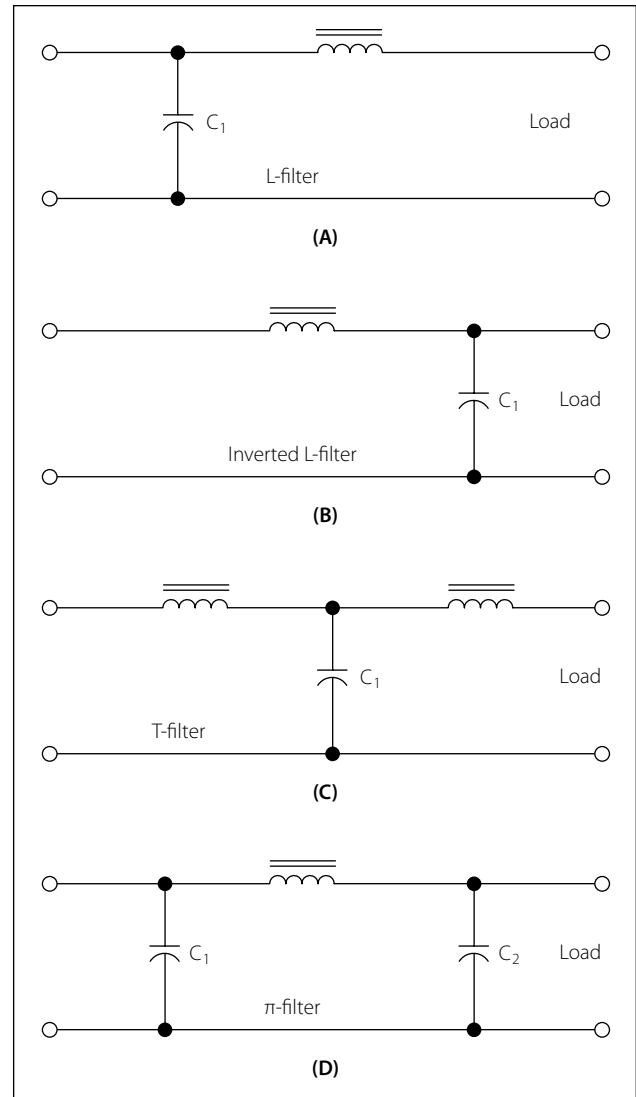 C₁
Load
L-filter
(A)
C₁
Load
Inverted L-filter
(B)
C₁
Load
T-filter
(C)
C₁
C₂
Load
π-filter
(D)